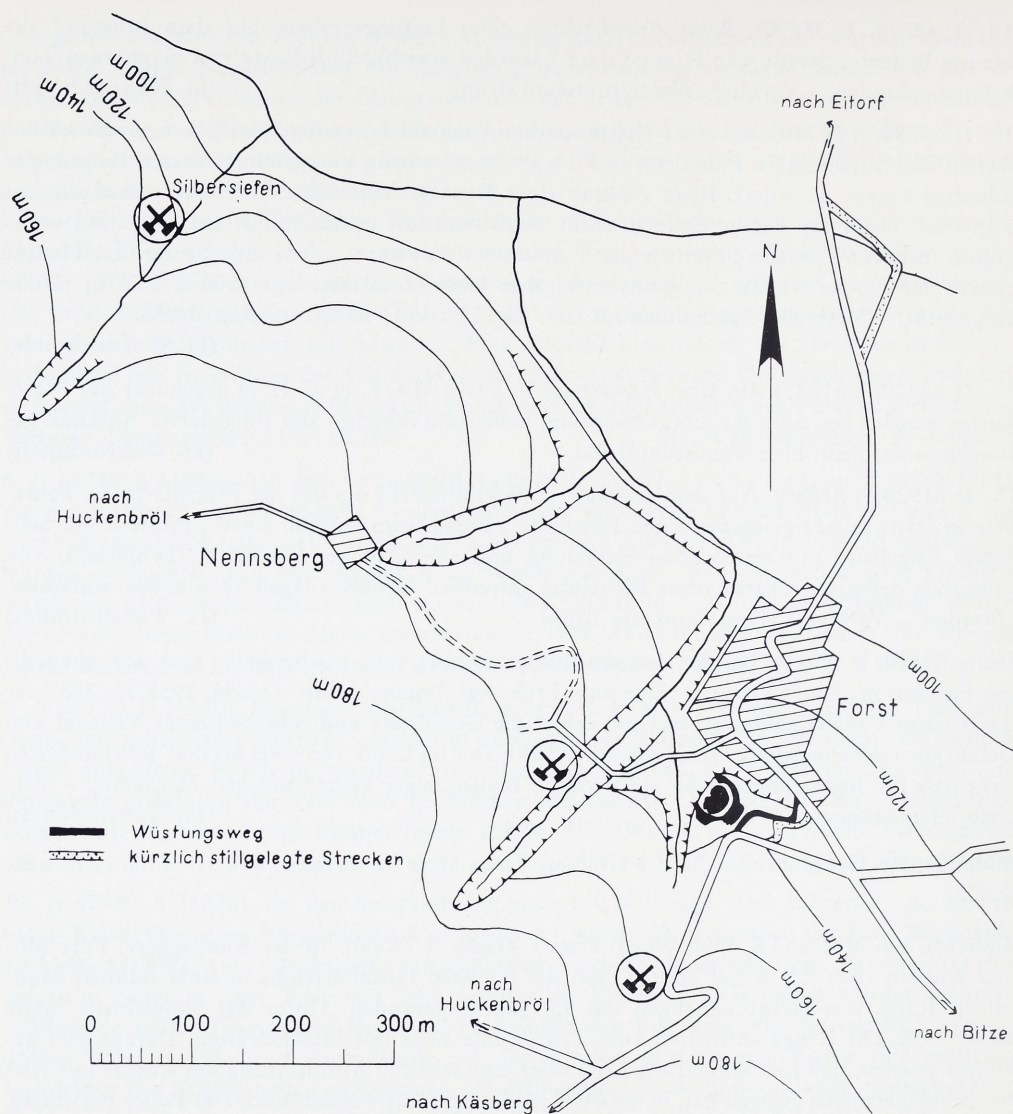 100m
120m
140m
160m
Silbersiefen
nach Eitorf
N
nach
Huckenbröl
Nennsberg
180m
Forst
100m
120m
Wüstungsweg
kürzlich stillgelegte Strecken
140m
160m
nach
Huckenbröl
0 100 200 300 m
nach Bitze
180m
nach Käsberg